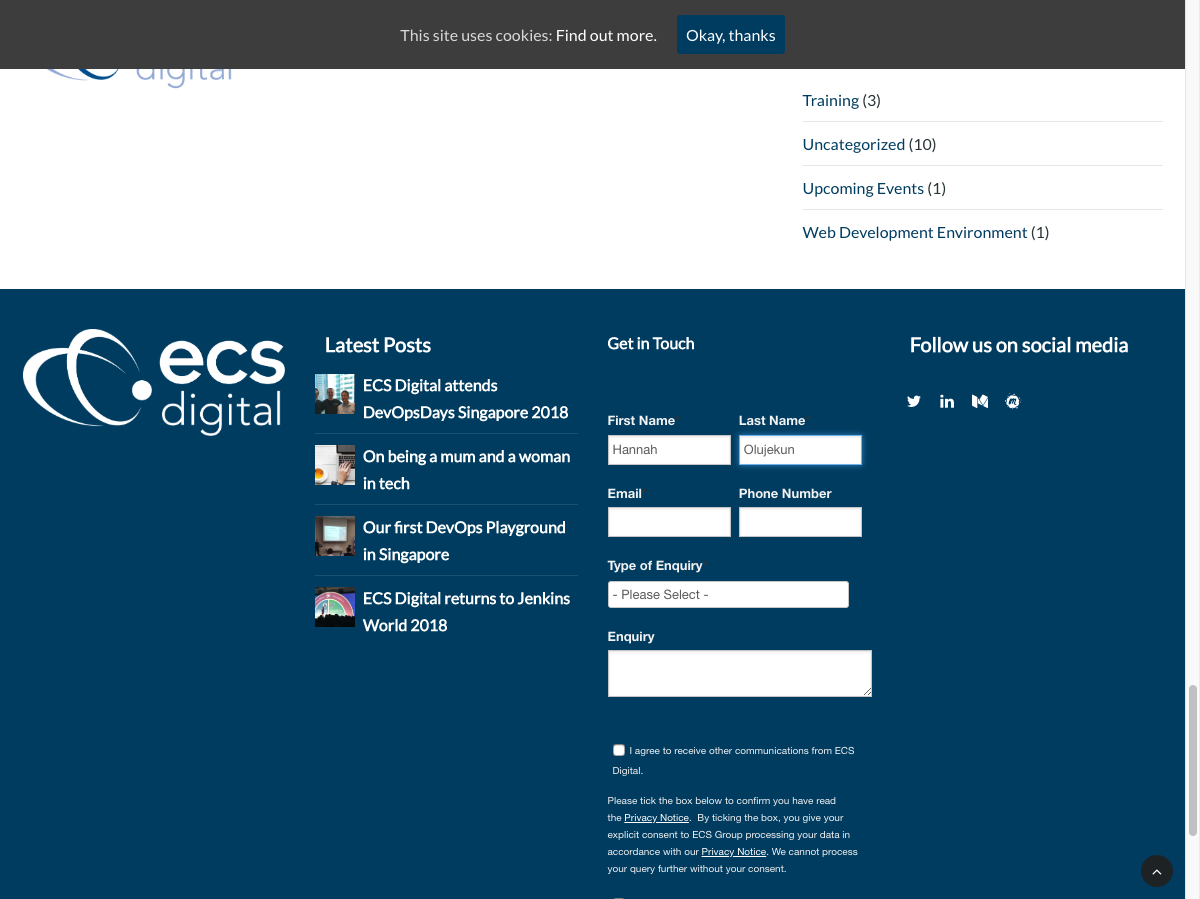 This site uses cookies: Find out more.
Okay, thanks
digital
Training (3)
Uncategorized (10)
Upcoming Events (1)
Web Development Environment (1)
ecs
digital
Latest Posts
ECS Digital attends
DevOpsDays Singapore 2018
On being a mum and a woman
in tech
Our first DevOps Playground
in Singapore
ECS Digital returns to Jenkins
World 2018
Get in Touch
First Name
Last Name
Hannah
Olujekun
Email
Phone Number
Type of Enquiry
- Please Select -
Enquiry
I agree to receive other communications from ECS
Digital.
Please tick the box below to confirm you have read
the Privacy Notice. By ticking the box, you give your
explicit consent to ECS Group processing your data in
accordance with our Privacy Notice. We cannot process
your query further without your consent.
Follow us on social media
in